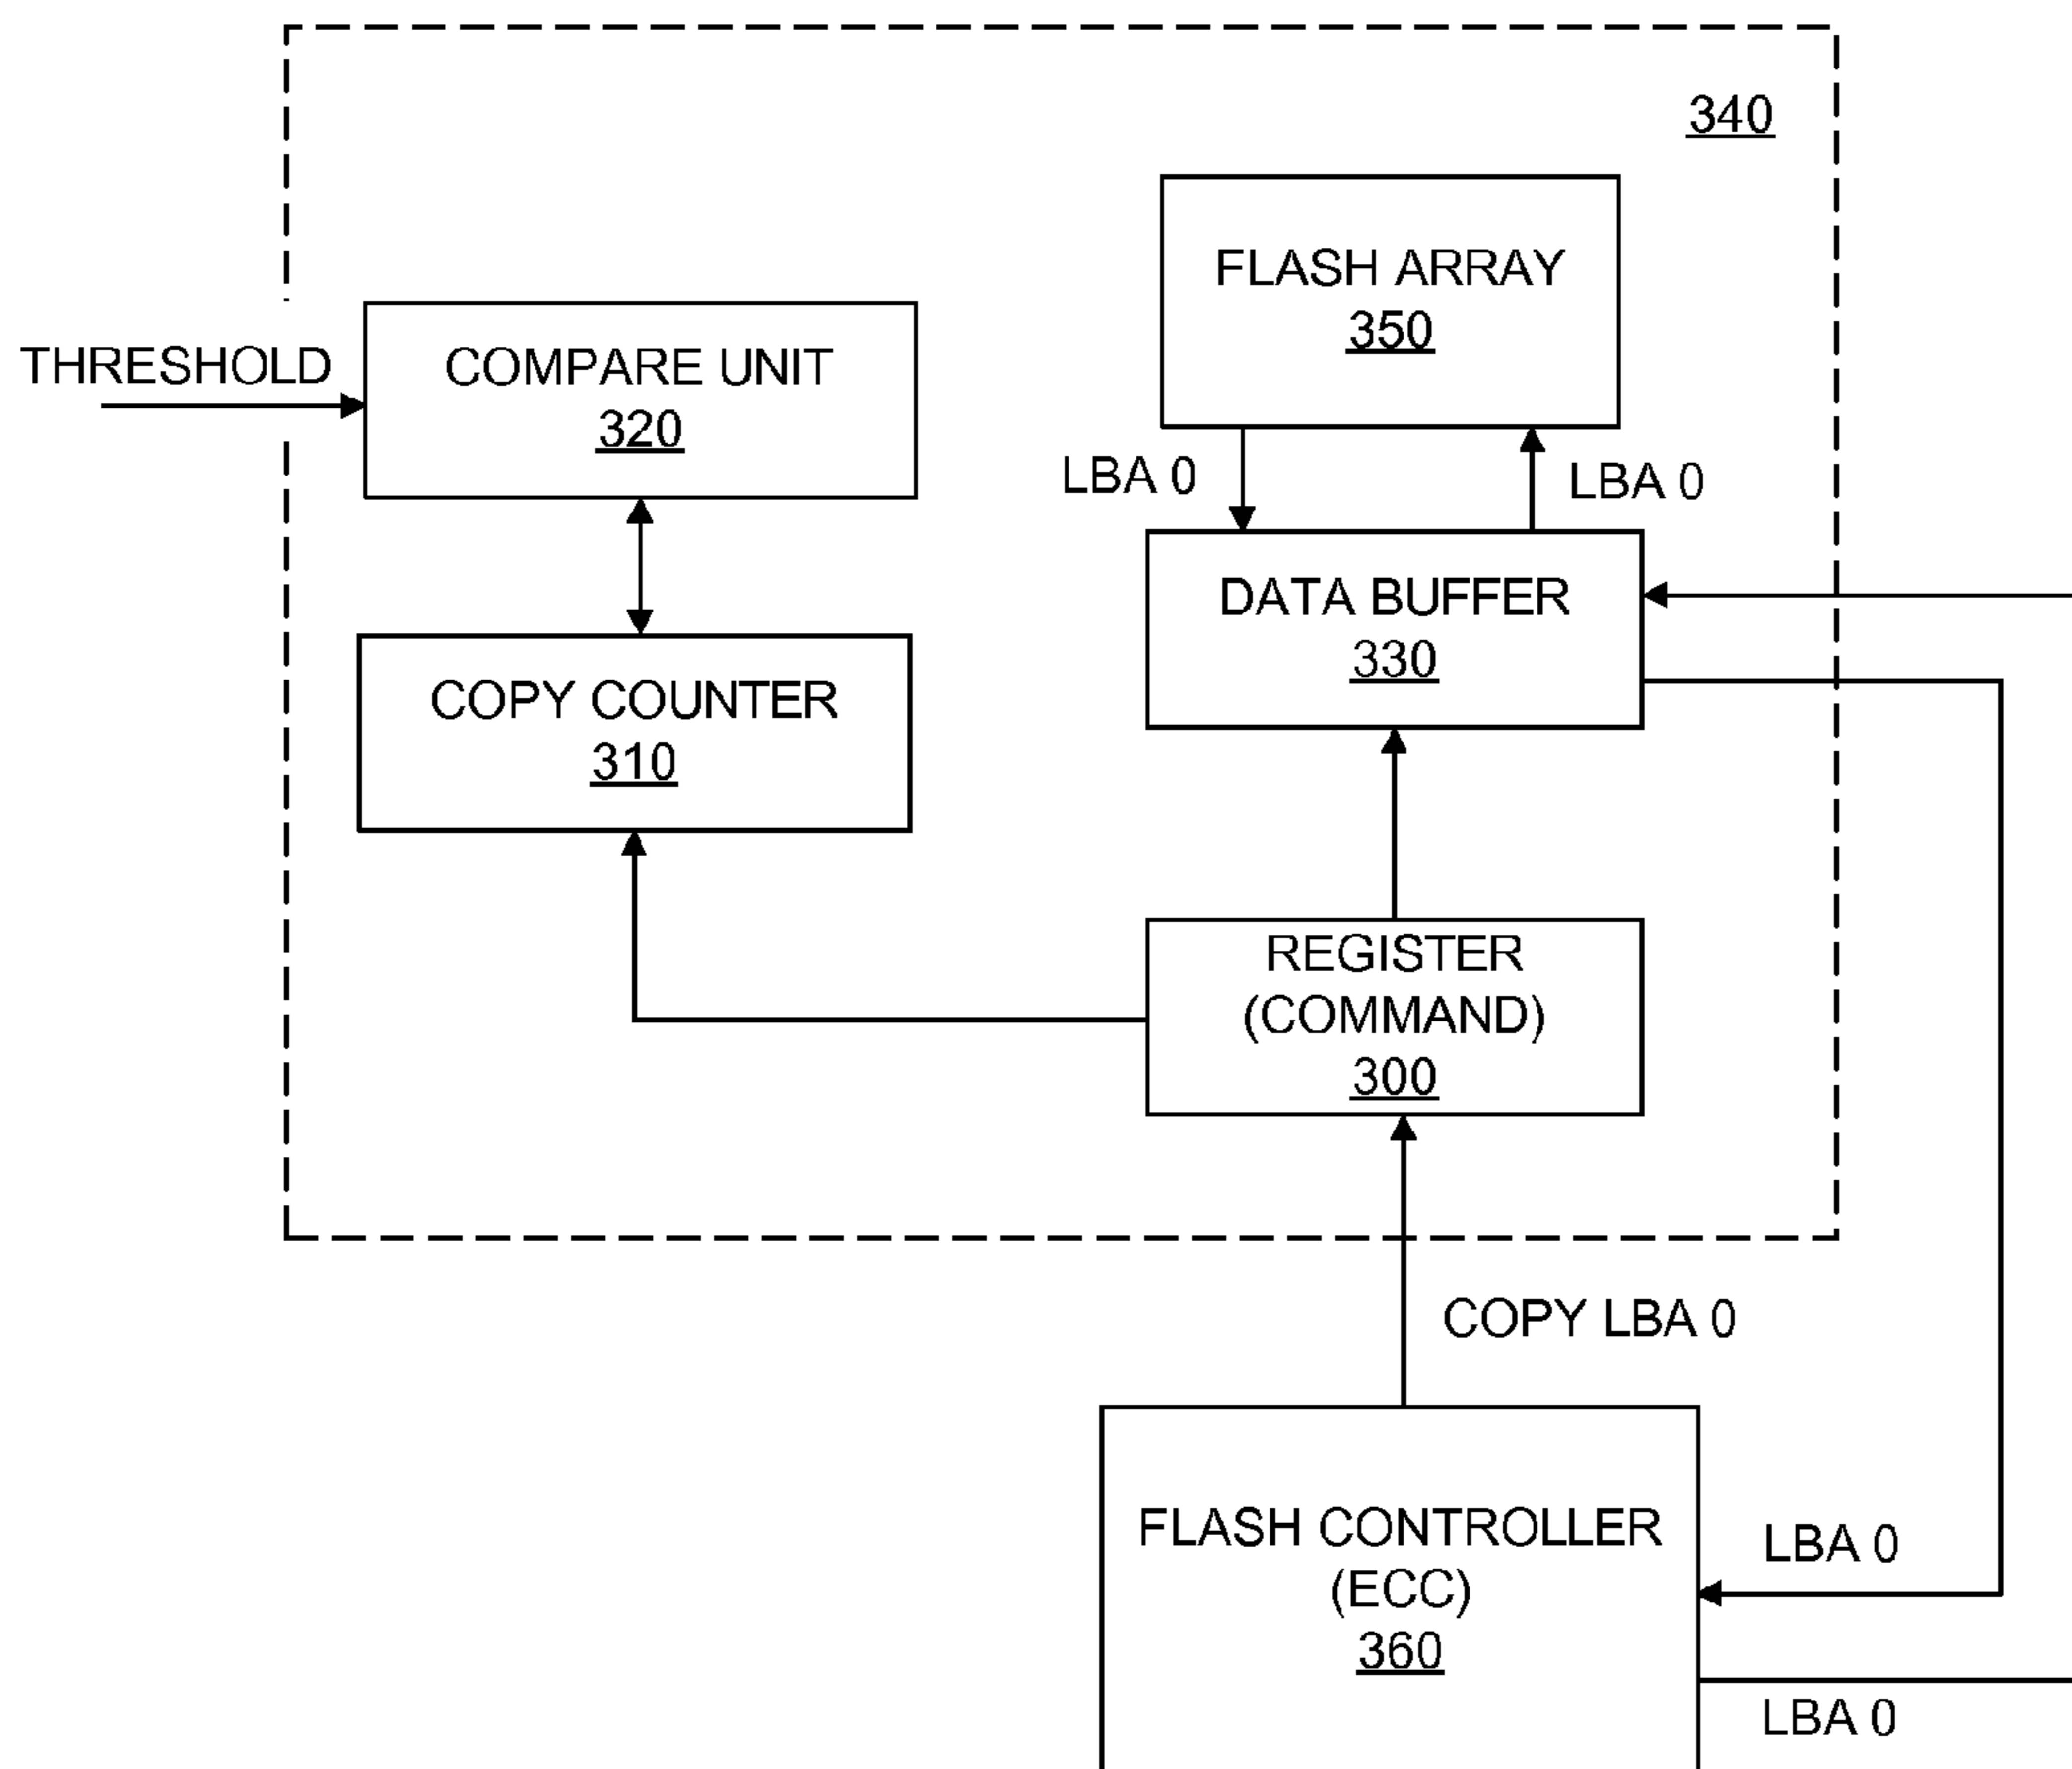 340
FLASH ARRAY
350
THRESHOLD
COMPARE UNIT
320
LBA 0
LBA 0
DATA BUFFER
330
COPY COUNTER
310
REGISTER
(COMMAND)
300
COPY LBA 0
FLASH CONTROLLER
(ECC)
360
LBA 0
LBA 0